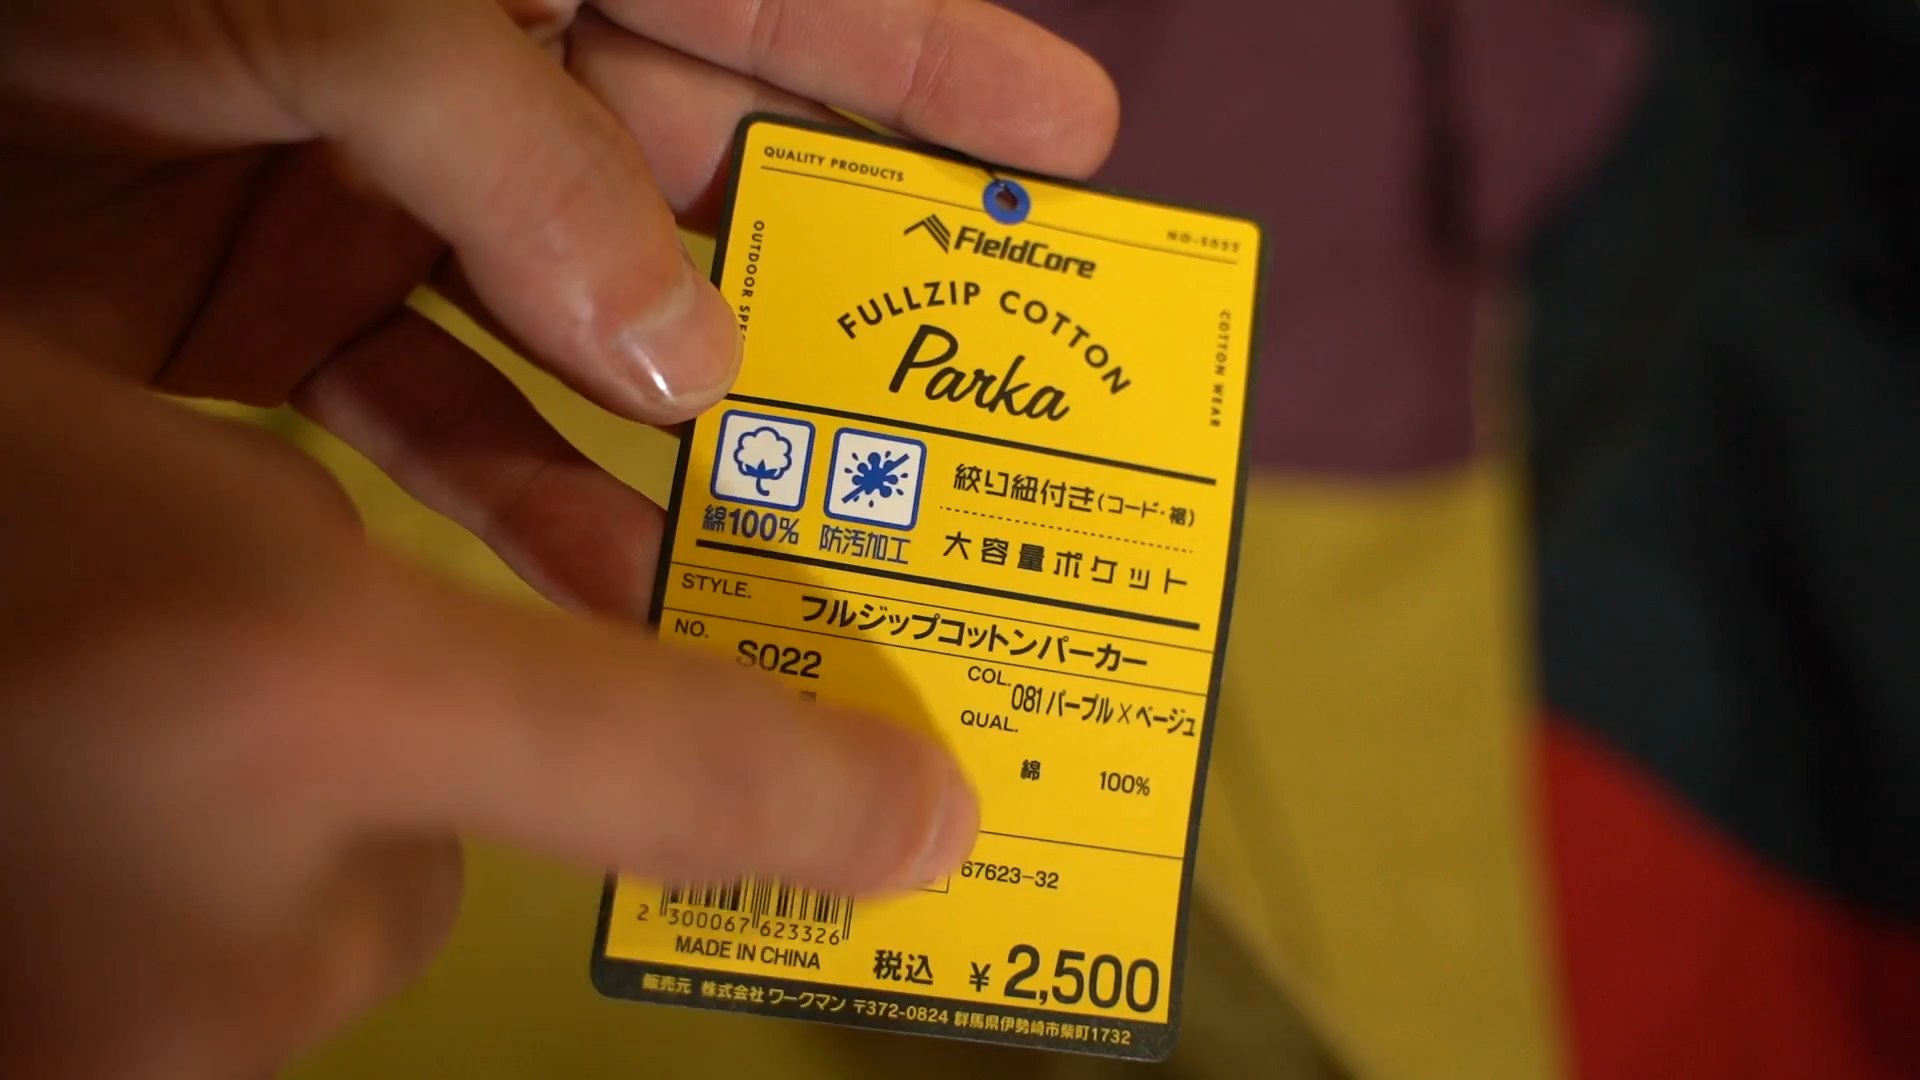 QUALITY PRODUCTS
NO-S022
FieldCore
OUTDOOR
FULLZIP COTTON
Parka
COTTON WEAR
綿100%
防汚加工
絞り紐付き(コード・裾)
大容量ポケット
STYLE. フルジップコットンパーカー
NO. S022
COL. 081 パープル×ベージュ
QUAL.
綿 100%
67623-32
2 300067 623326
MADE IN CHINA
税込 ¥2,500
販売元 株式会社 ワークマン 〒372-0824 群馬県伊勢崎市柴町1732